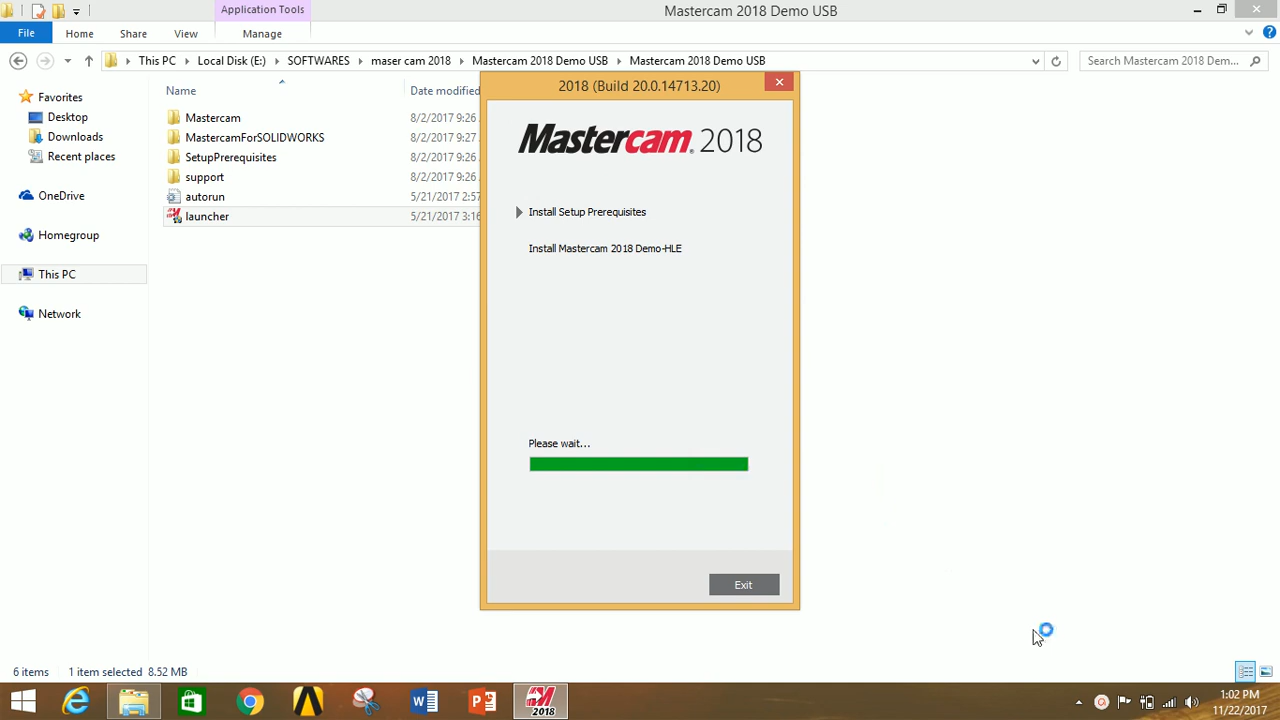 Application Tools
Mastercam 2018 Demo USB
File
Home
Share
View
Manage
This PC
Local Disk (E:)
SOFTWARES
maser cam 2018
Mastercam 2018 Demo USB
Mastercam 2018 Demo USB
Search Mastercam 2018 Dem...
Favorites
Desktop
Downloads
Recent places
OneDrive
Homegroup
This PC
Network
Name
Date modified
Mastercam
8/2/2017 9:26
MastercamForSOLIDWORKS
8/2/2017 9:27
SetupPrerequisites
8/2/2017 9:26
support
8/2/2017 9:26
autorun
5/21/2017 2:57
launcher
5/21/2017 3:16
2018 (Build 20.0.14713.20)
Mastercam® 2018
Install Setup Prerequisites
Install Mastercam 2018 Demo-HLE
Please wait...
Exit
6 items
1 item selected 8.52 MB
2018
1:02 PM
11/22/2017